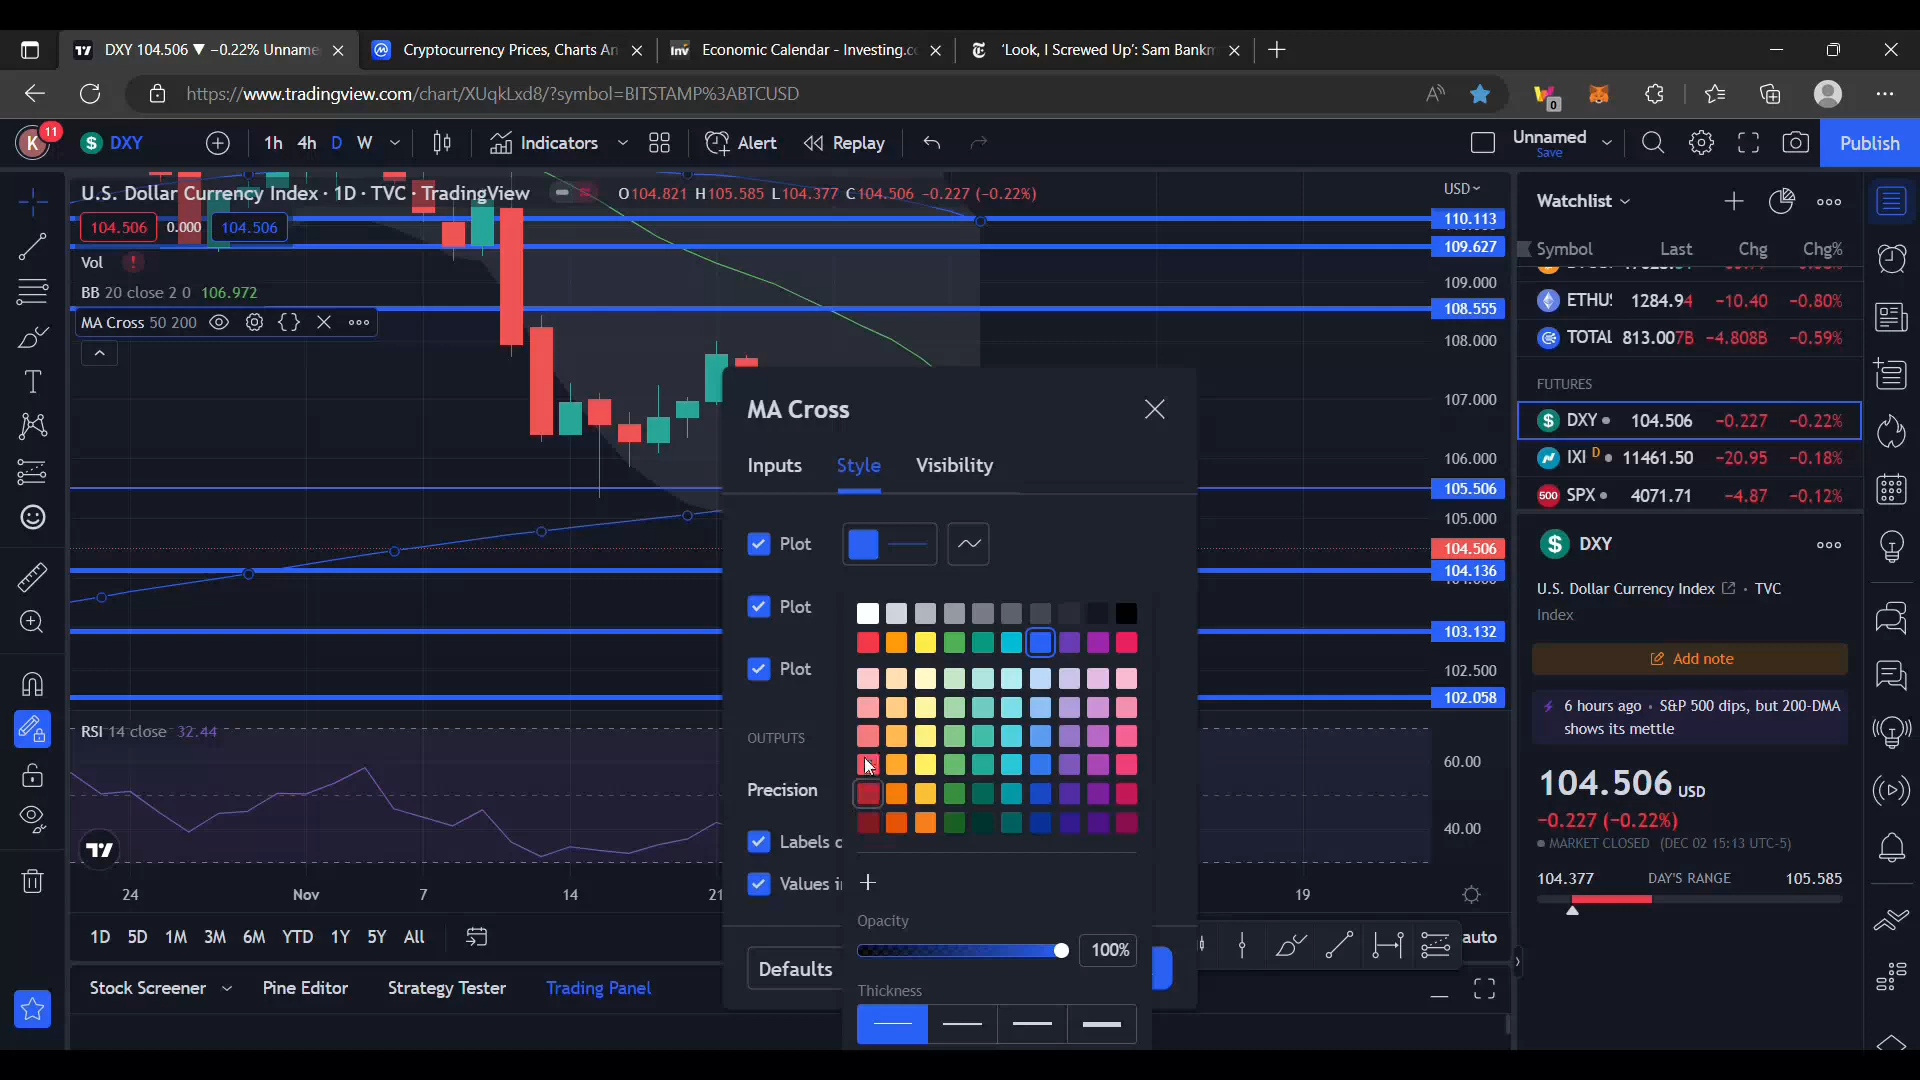 DXY 104.506 ▼ −0.22% Unname
Cryptocurrency Prices, Charts An
Inv Economic Calendar - Investing.c
'Look, I Screwed Up': Sam Bankm
https://www.tradingview.com/chart/XUqkLxd8/?symbol=BITSTAMP%3ABTCUSD
0
K 11 $ DXY 1h 4h D W Indicators Alert Replay Unnamed Save Publish
U.S. Dollar Currency Index · 1D · TVC · TradingView O104.821 H105.585 L104.377 C104.506 −0.227 (−0.22%)
104.506 0.000 104.506
Vol !
BB 20 close 2 0 106.972
MA Cross 50 200
USD
110.113
109.627
109.000
108.555
108.000
107.000
106.000
105.506
105.000
104.506
104.136
103.132
102.500
102.058
RSI 14 close 32.44
60.00
40.00
24 Nov 7 14 21 19
MA Cross
Inputs Style Visibility
Plot
Plot
Plot
OUTPUTS
Precision
Labels
Values
Defaults
Opacity
100%
Thickness
1D 5D 1M 3M 6M YTD 1Y 5Y All
auto
Stock Screener Pine Editor Strategy Tester Trading Panel
Watchlist
Symbol Last Chg Chg%
ETHUS 1284.94 −10.40 −0.80%
TOTAL 813.007B −4.808B −0.59%
FUTURES
$ DXY 104.506 −0.227 −0.22%
IXI D 11461.50 −20.95 −0.18%
500 SPX 4071.71 −4.87 −0.12%
$ DXY
U.S. Dollar Currency Index · TVC
Index
Add note
6 hours ago · S&P 500 dips, but 200-DMA
shows its mettle
104.506 USD
−0.227 (−0.22%)
MARKET CLOSED (DEC 02 15:13 UTC-5)
104.377 DAY'S RANGE 105.585